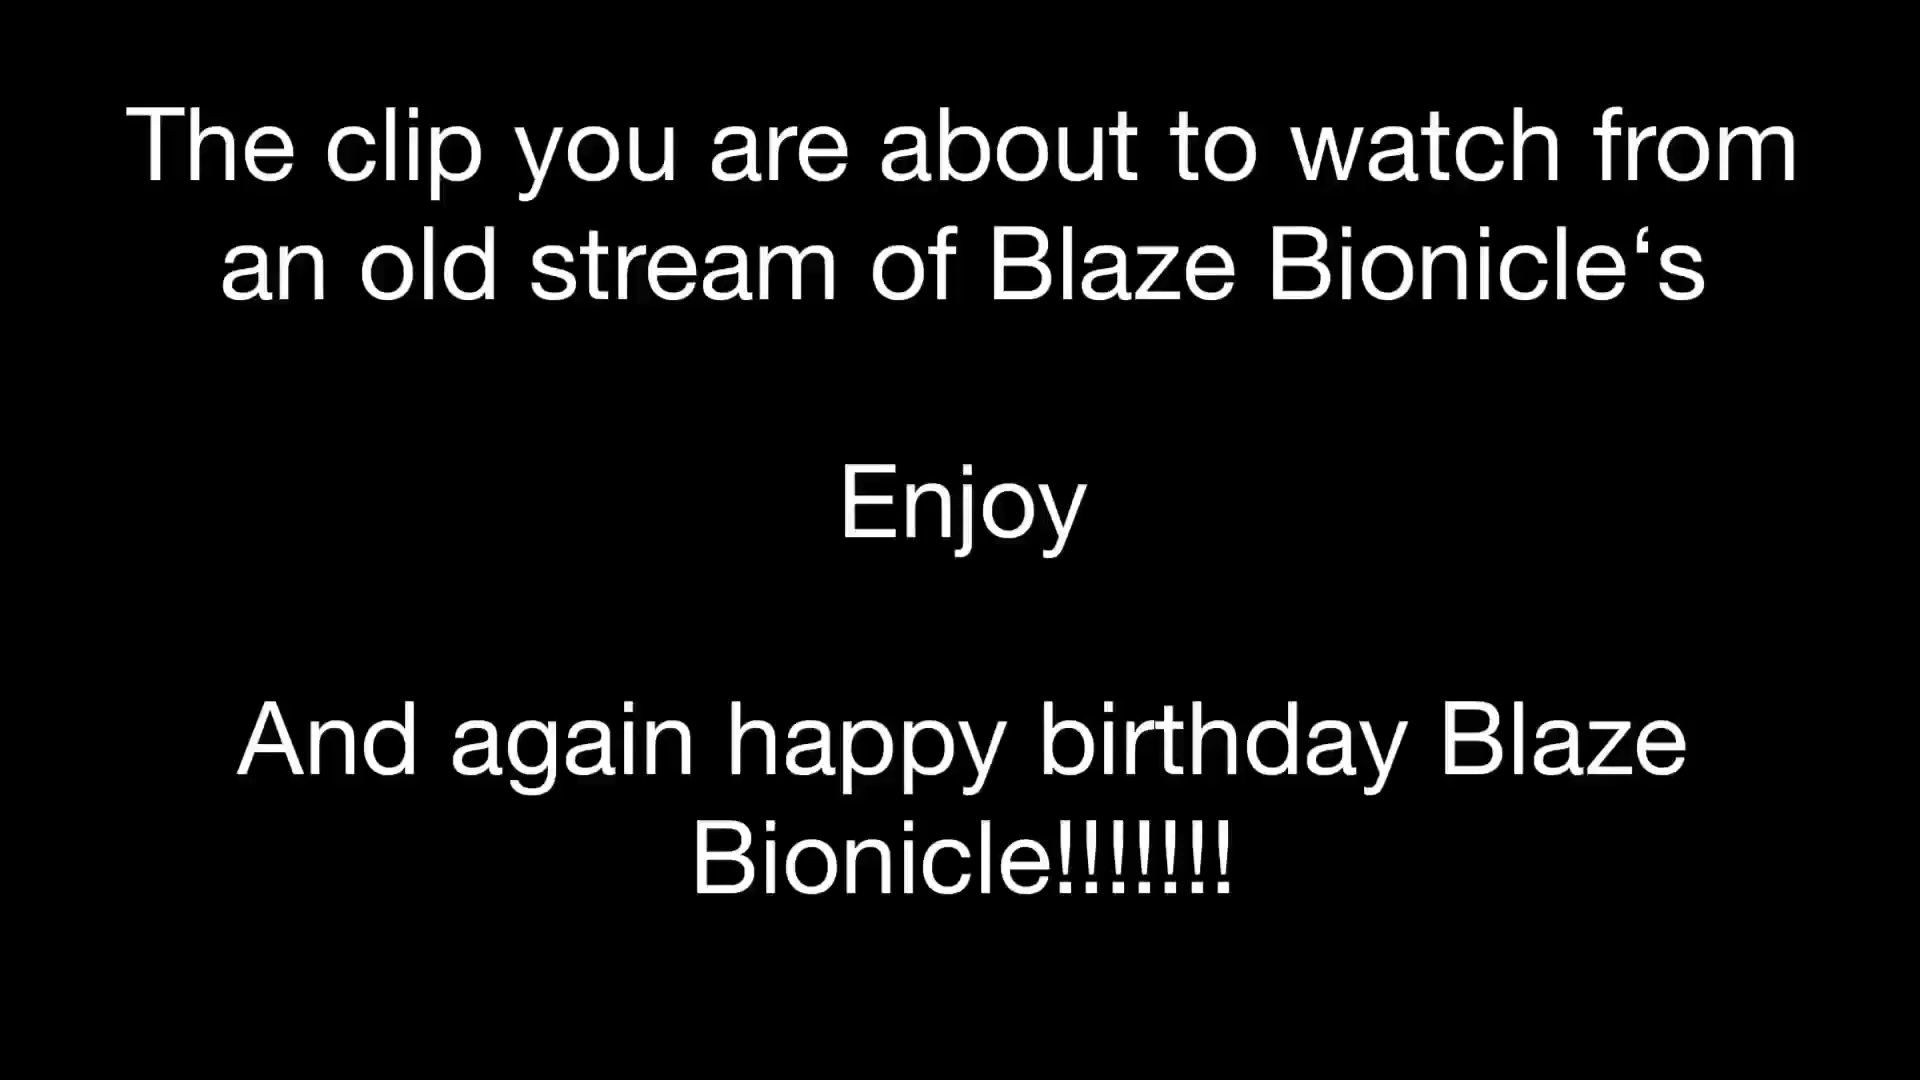 The clip you are about to watch from
an old stream of Blaze Bionicle‘s
Enjoy
And again happy birthday Blaze
Bionicle!!!!!!!